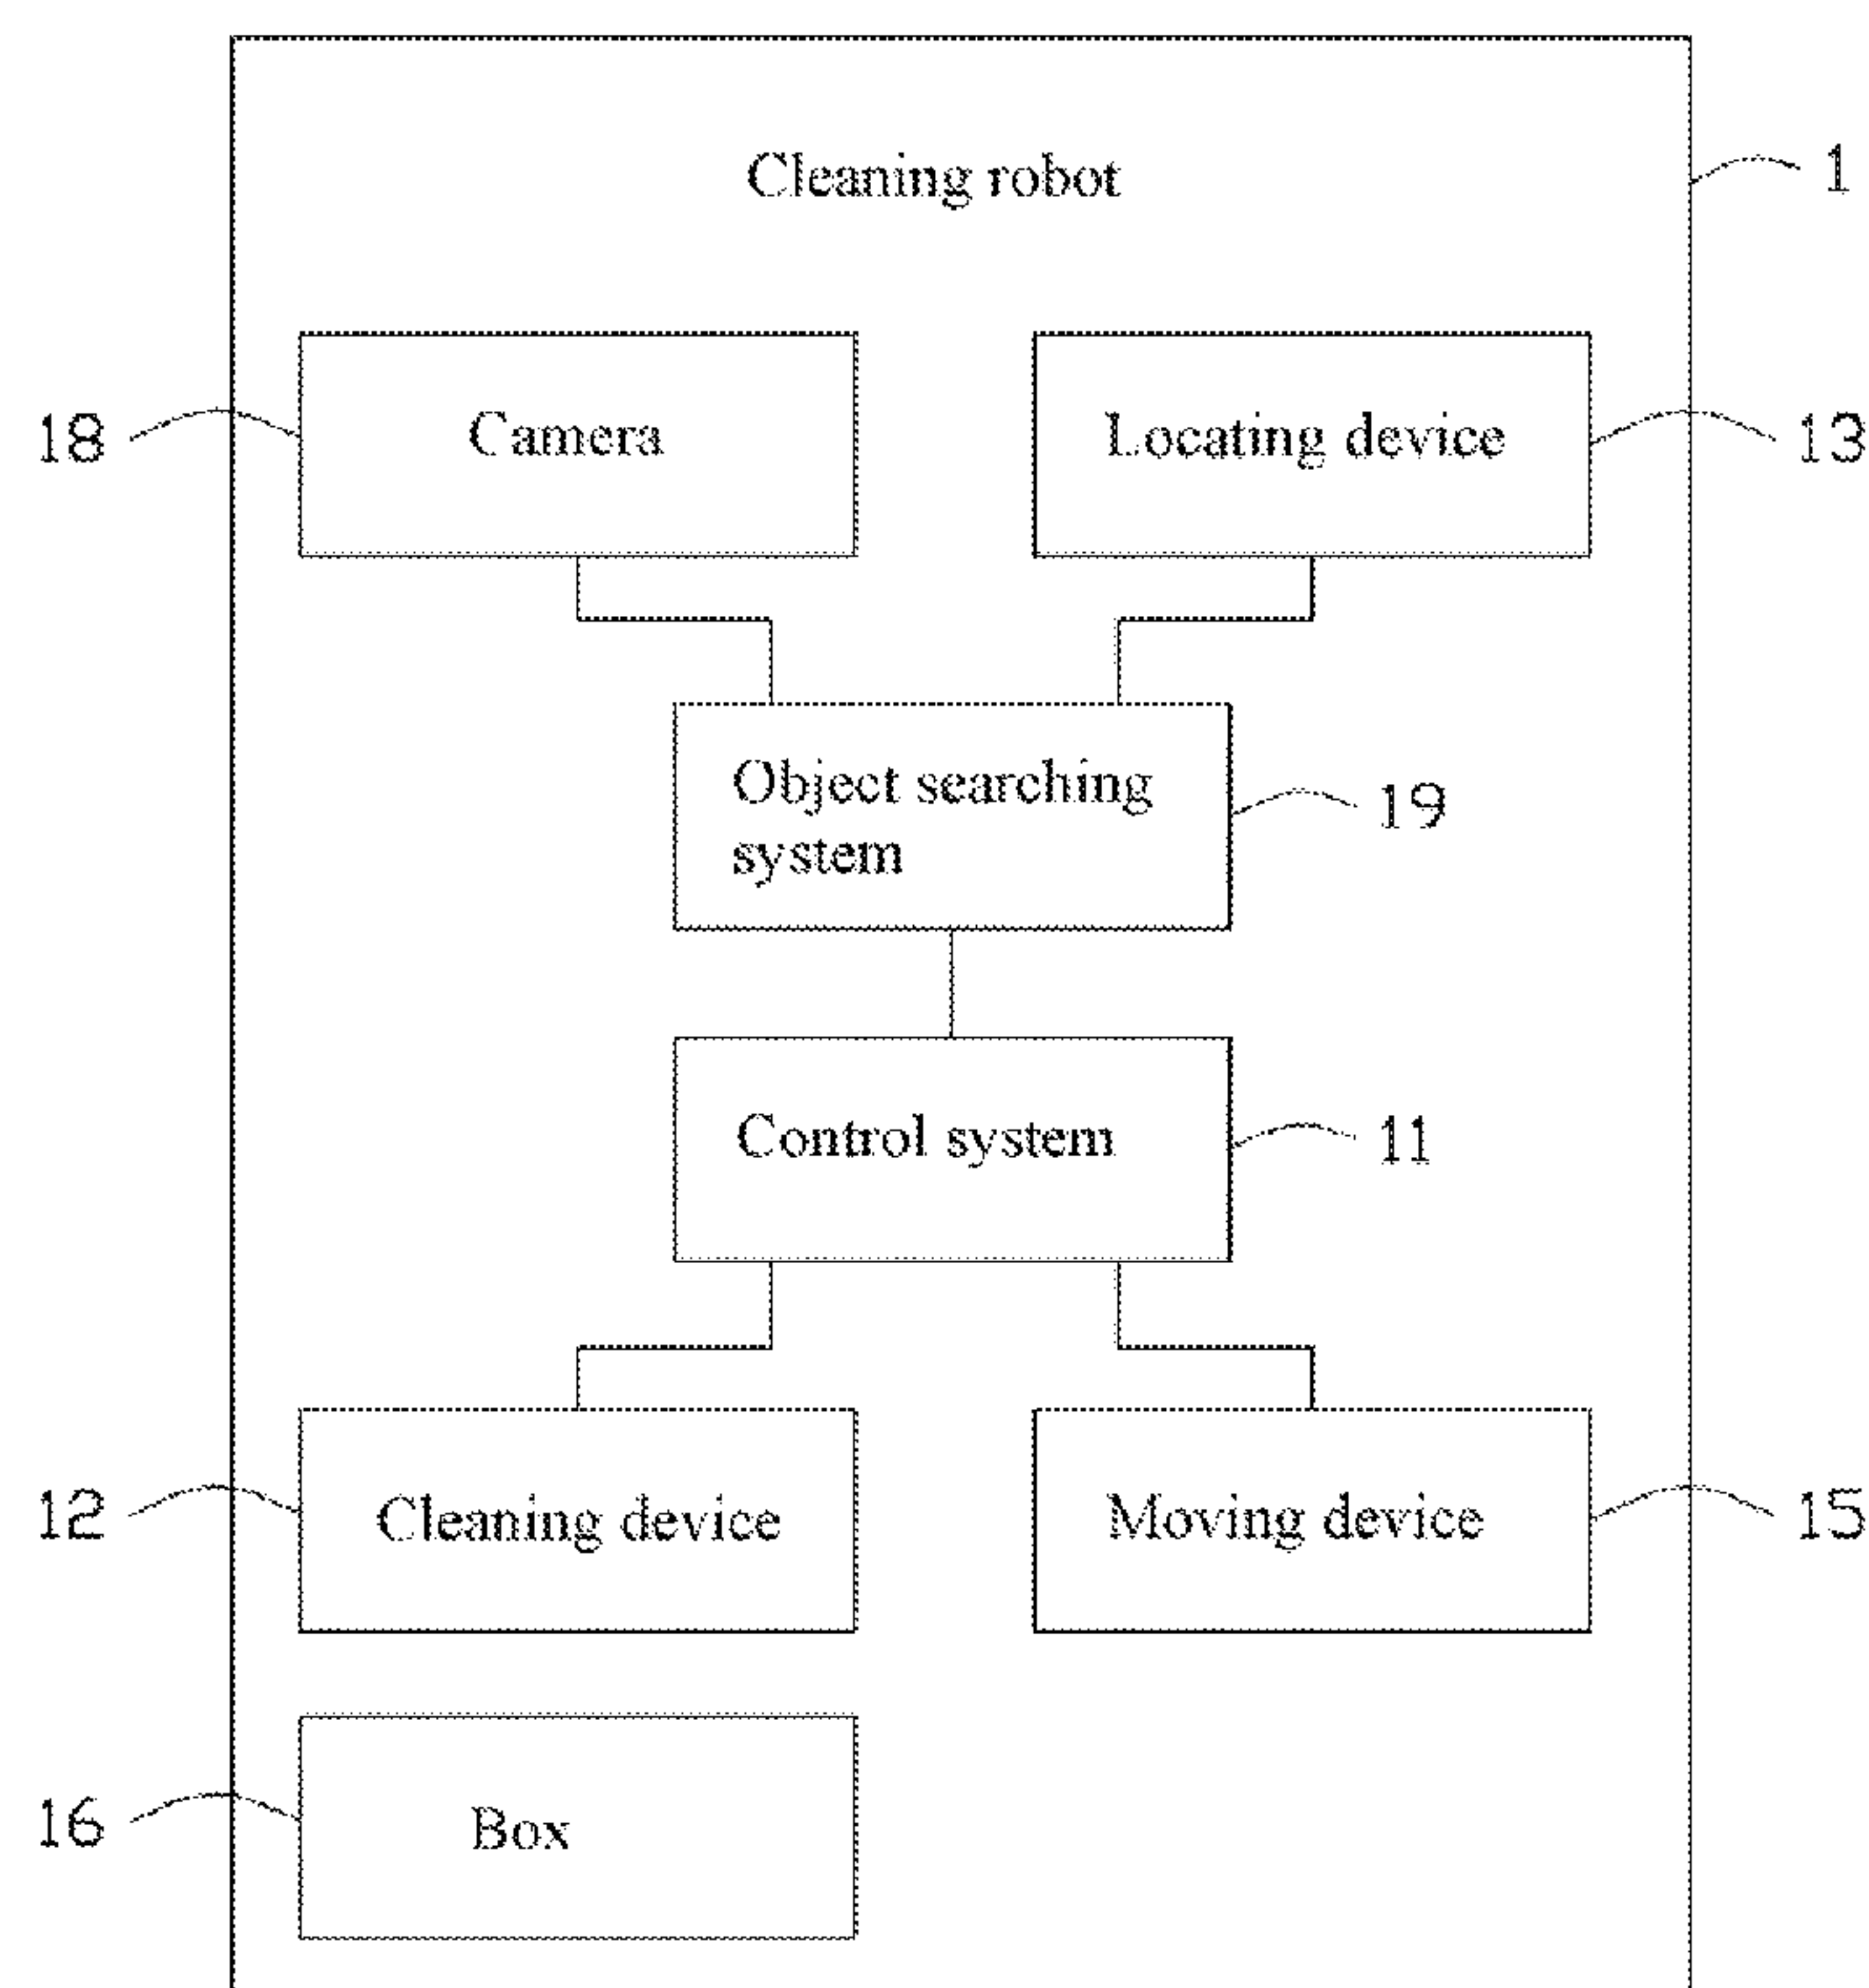 Cleaning robot
1
18
Camera
Locating device
13
Object searching
system
19
Control system
11
12
Cleaning device
Moving device
15
16
Box